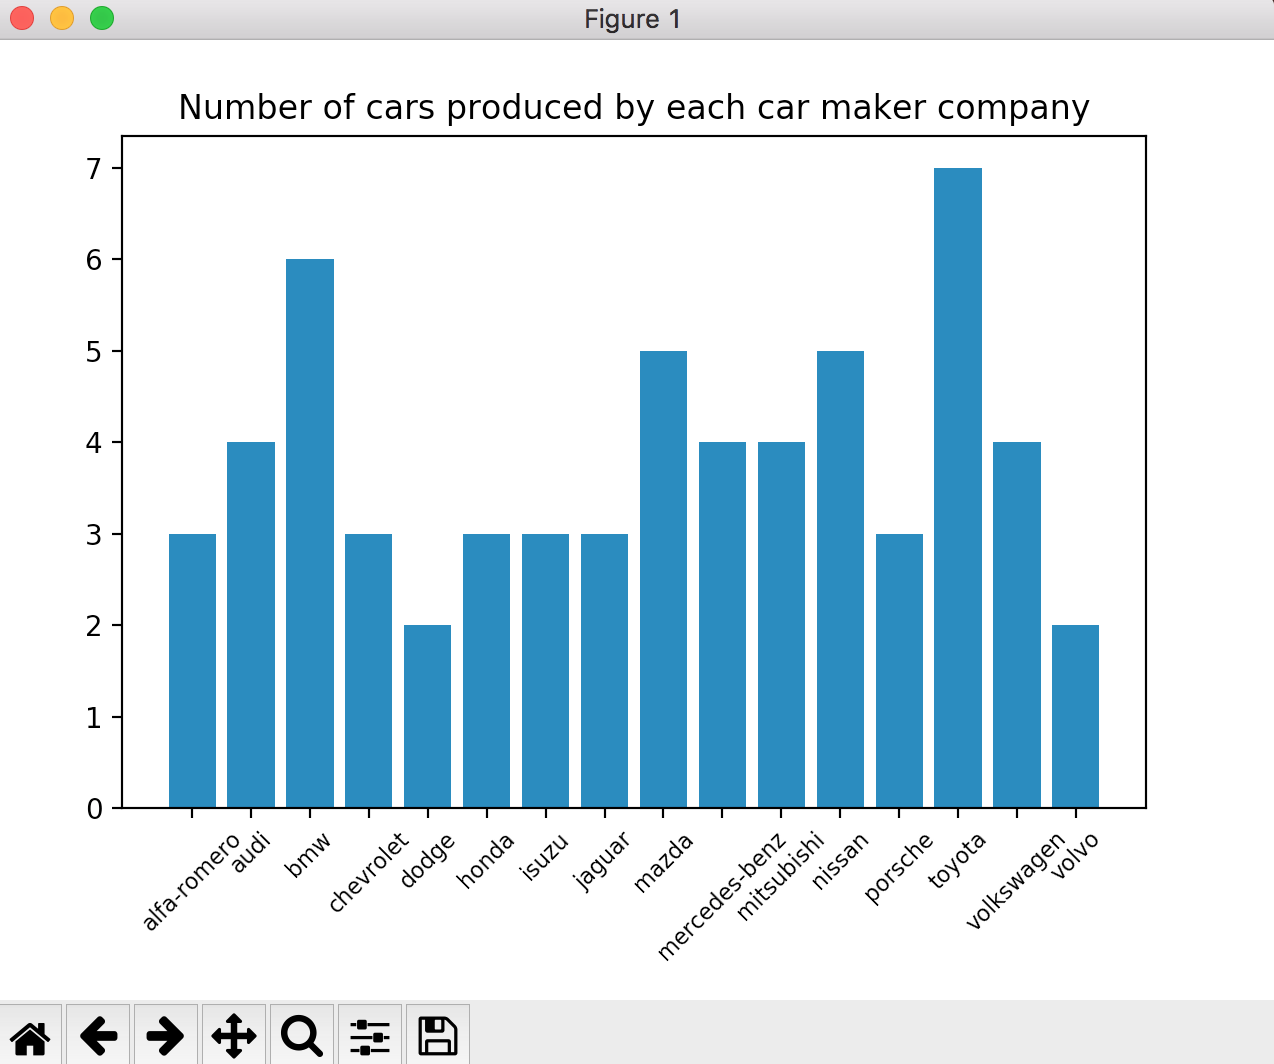 Figure 1
Number of cars produced by each car maker company
7
6
5
4
3
2
1
0
alfa-romero
audi
bmw
chevrolet
dodge
honda
isuzu
jaguar
mazda
mercedes-benz
mitsubishi
nissan
porsche
toyota
volkswagen
volvo